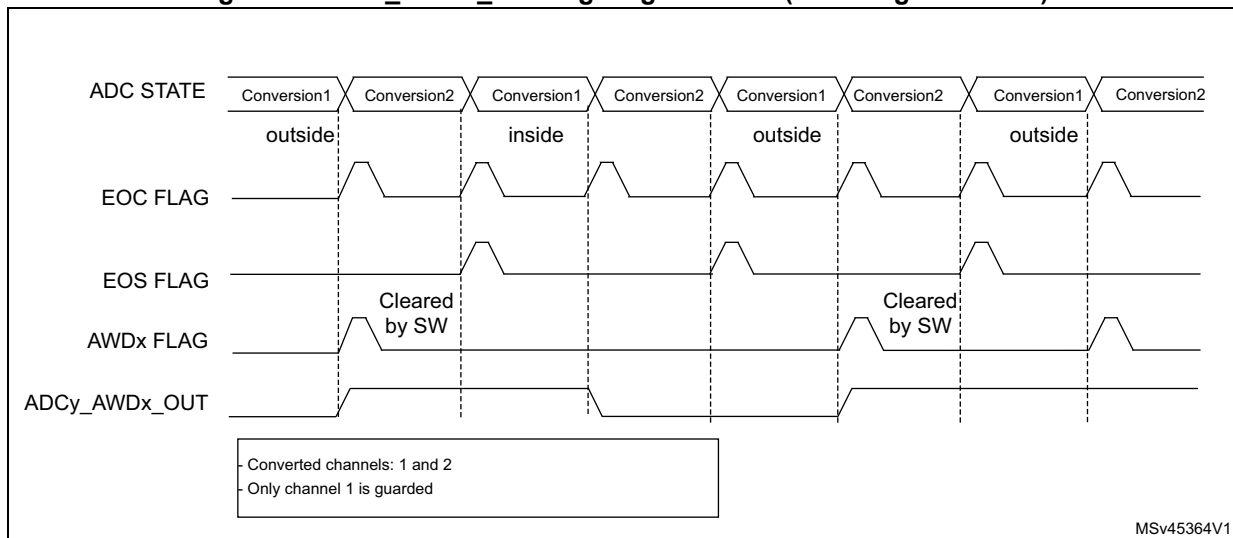 ADC STATE Conversion1 Conversion2 Conversion1 Conversion2 Conversion1 Conversion2 Conversion1 Conversion2
outside inside outside outside
EOC FLAG
EOS FLAG
Cleared Cleared
by SW by SW
AWDx FLAG
ADCy_AWDx_OUT
- Converted channels: 1 and 2
- Only channel 1 is guarded
MSv45364V1